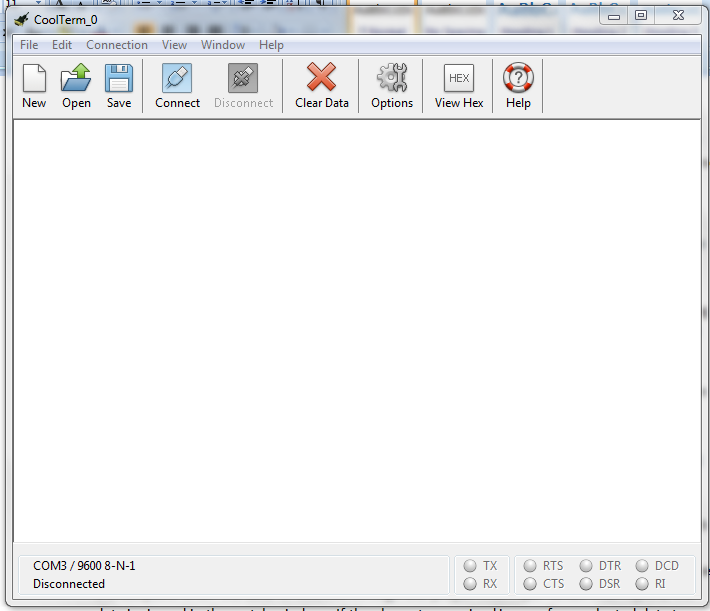 CoolTerm_0
File Edit Connection View Window Help
HEX
New Open Save Connect Disconnect Clear Data Options View Hex Help
COM3 / 9600 8-N-1
Disconnected
TX RTS DTR DCD
RX CTS DSR RI